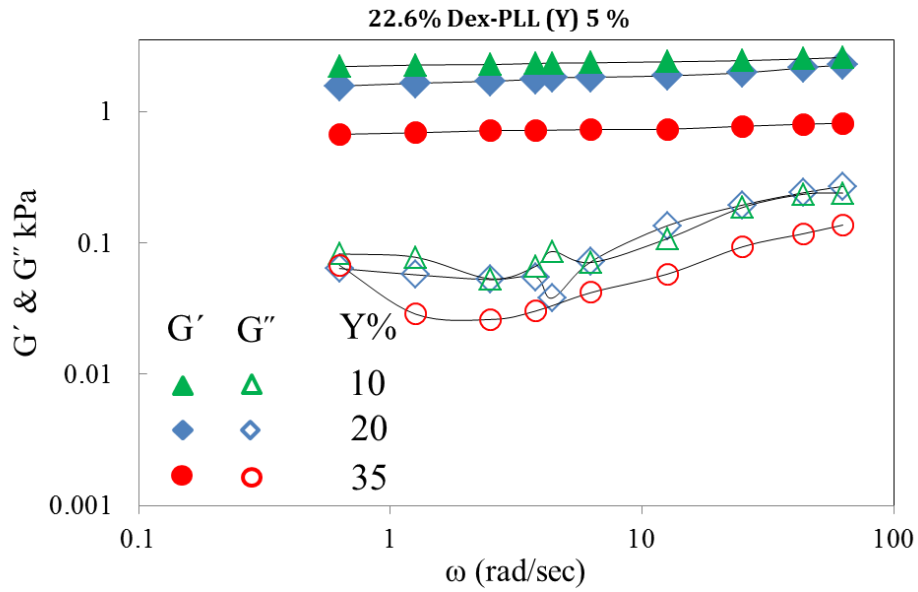 22.6% Dex-PLL (Y) 5 %
G′ & G″ kPa
1
0.1
0.01
0.001
G′ G″ Y%
10
20
35
0.1 1 10 100
ω (rad/sec)